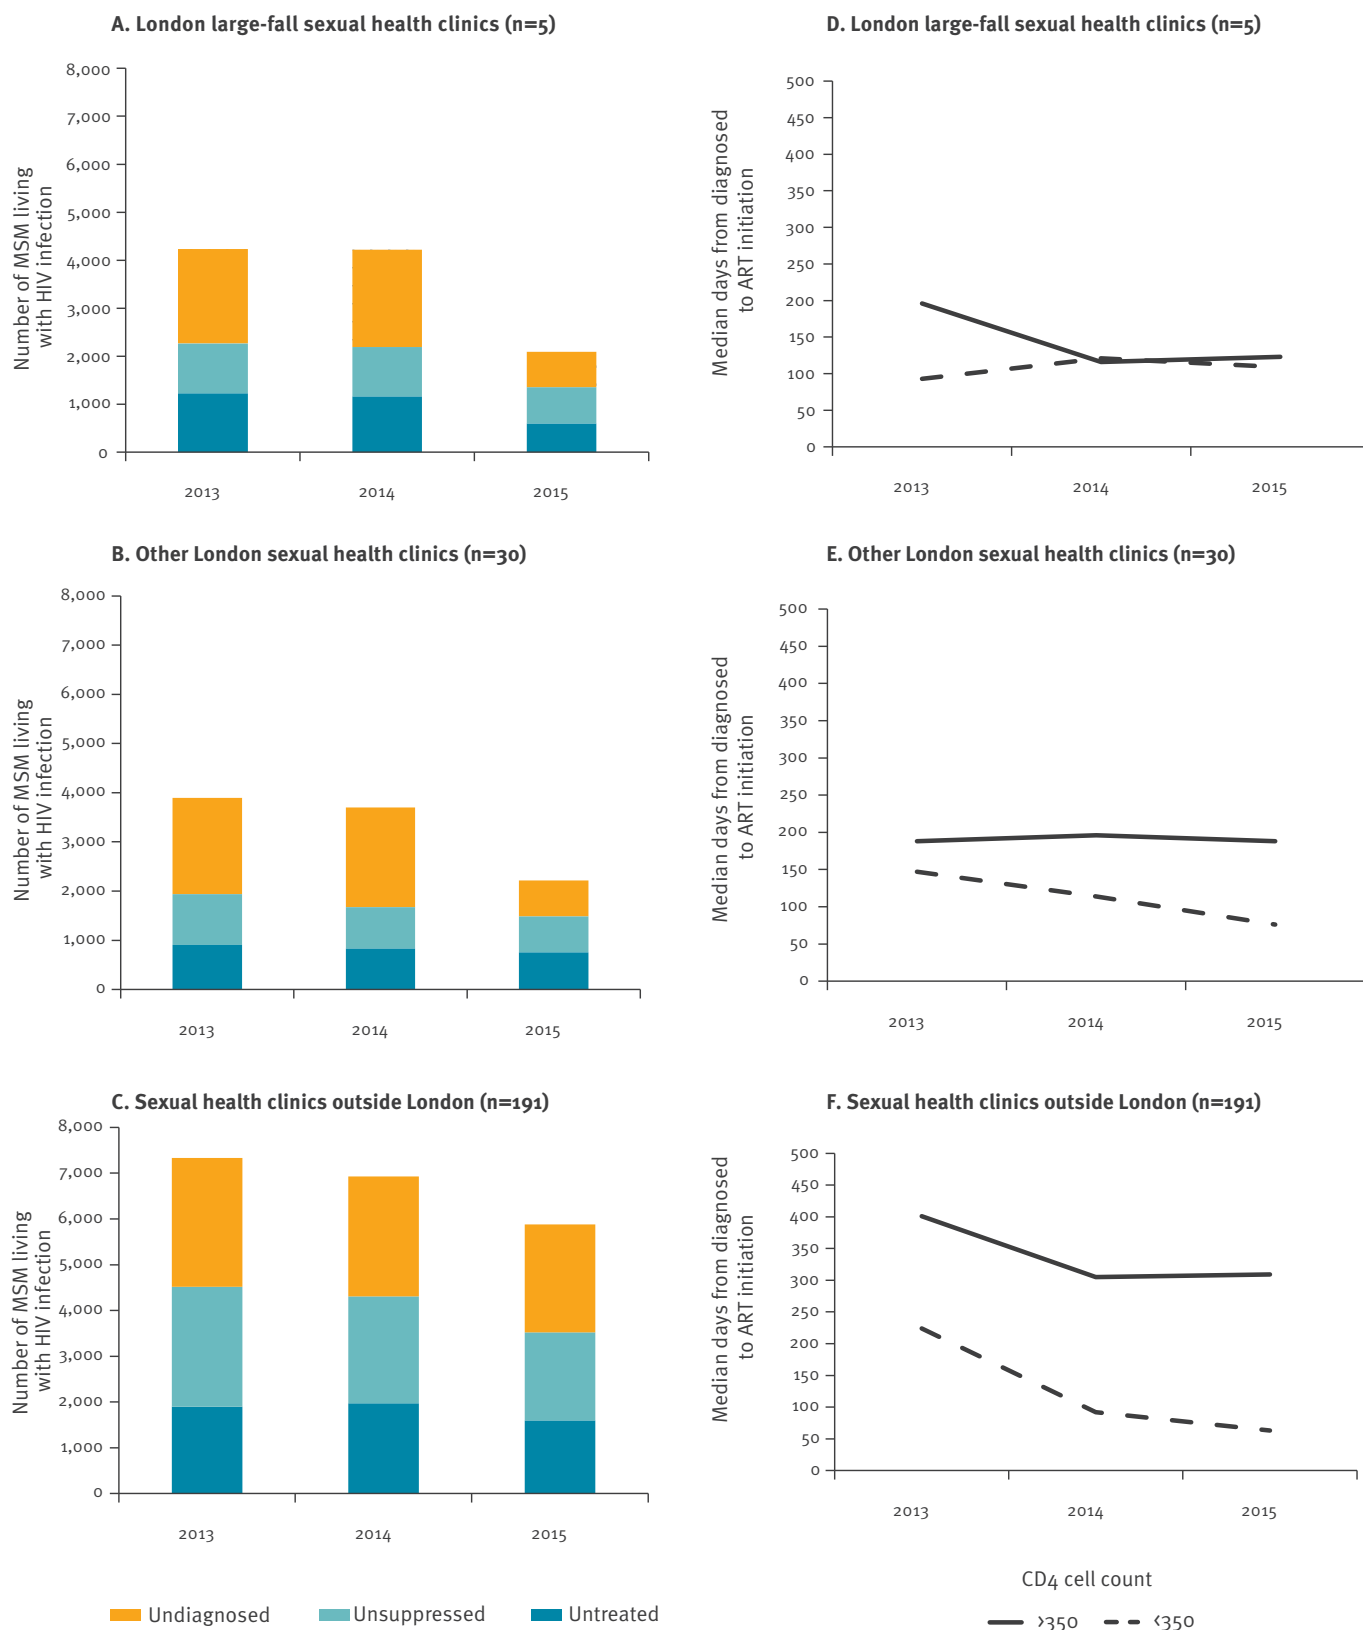 A. London large-fall sexual health clinics (n=5)
Number of MSM living
with HIV infection
8,000
7,000
6,000
5,000
4,000
3,000
2,000
1,000
0
2013 2014 2015
D. London large-fall sexual health clinics (n=5)
Median days from diagnosed
to ART initiation
500
450
400
350
300
250
200
150
100
50
0
2013 2014 2015
B. Other London sexual health clinics (n=30)
Number of MSM living
with HIV infection
8,000
7,000
6,000
5,000
4,000
3,000
2,000
1,000
0
2013 2014 2015
E. Other London sexual health clinics (n=30)
Median days from diagnosed
to ART initiation
500
450
400
350
300
250
200
150
100
50
0
2013 2014 2015
C. Sexual health clinics outside London (n=191)
Number of MSM living
with HIV infection
8,000
7,000
6,000
5,000
4,000
3,000
2,000
1,000
0
2013 2014 2015
F. Sexual health clinics outside London (n=191)
Median days from diagnosed
to ART initiation
500
450
400
350
300
250
200
150
100
50
0
2013 2014 2015
Undiagnosed Unsuppressed Untreated
CD4 cell count
>350 <350